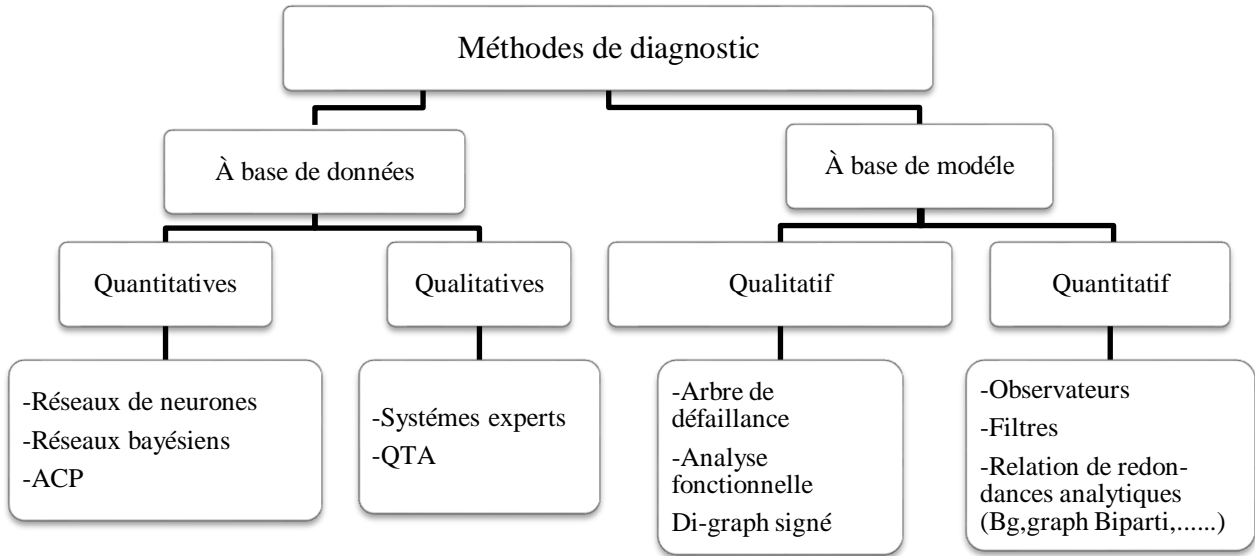 Méthodes de diagnostic
À base de données
À base de modéle
Quantitatives
Qualitatives
Qualitatif
Quantitatif
-Réseaux de neurones
-Réseaux bayésiens
-ACP
-Systémes experts
-QTA
-Arbre de
défaillance
-Analyse
fonctionnelle
Di-graph signé
-Observateurs
-Filtres
-Relation de redon-
dances analytiques
(Bg,graph Biparti,......)